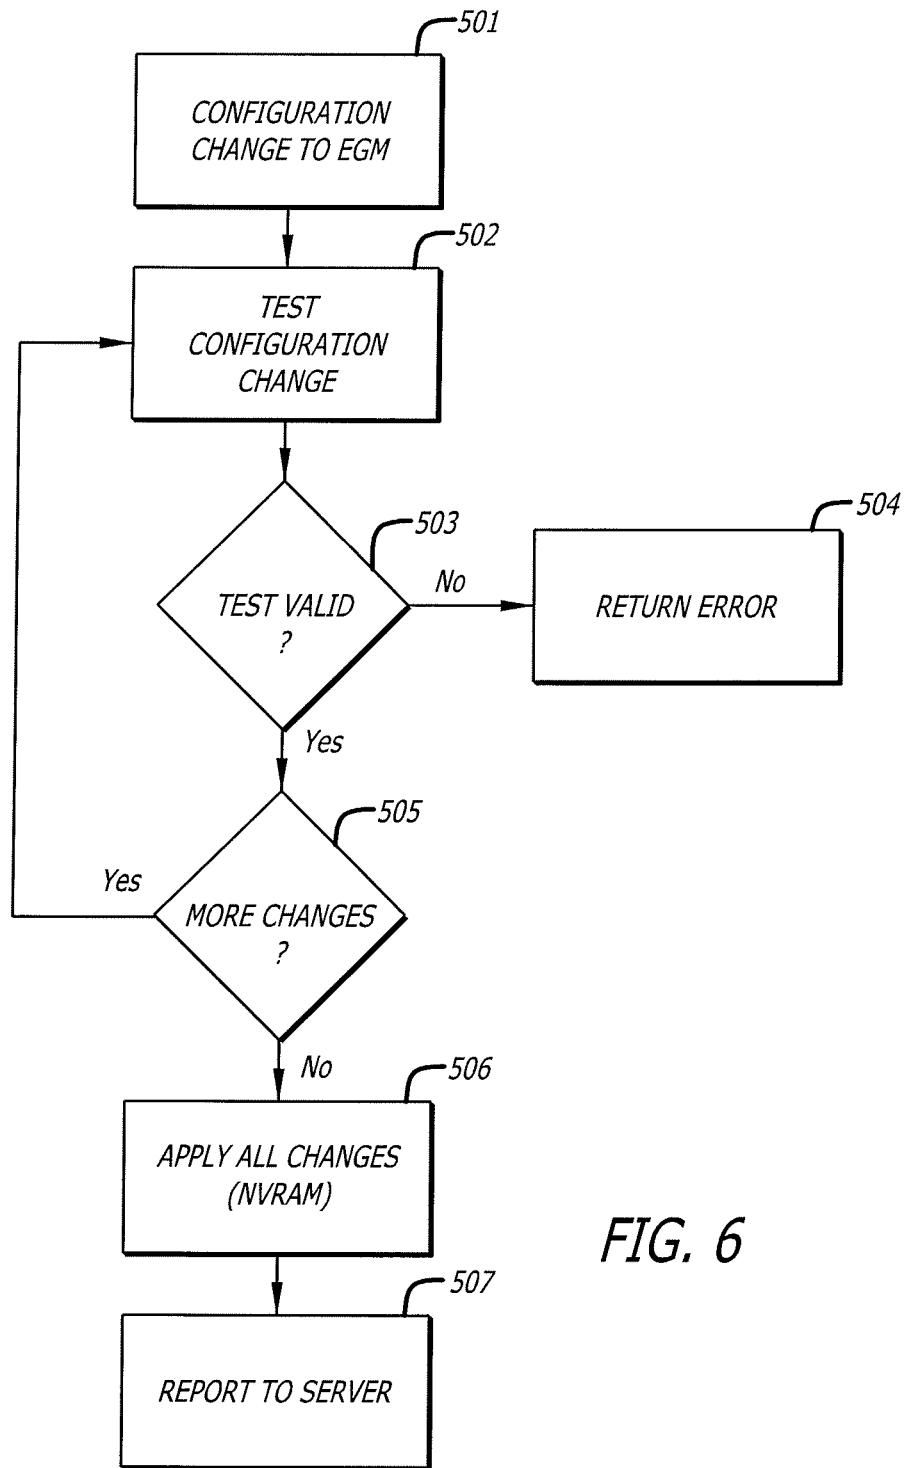 501
CONFIGURATION
CHANGE TO EGM
502
TEST
CONFIGURATION
CHANGE
503
TEST VALID
?
No
504
RETURN ERROR
Yes
505
Yes
MORE CHANGES
?
No
506
APPLY ALL CHANGES
(NVRAM)
FIG. 6
507
REPORT TO SERVER